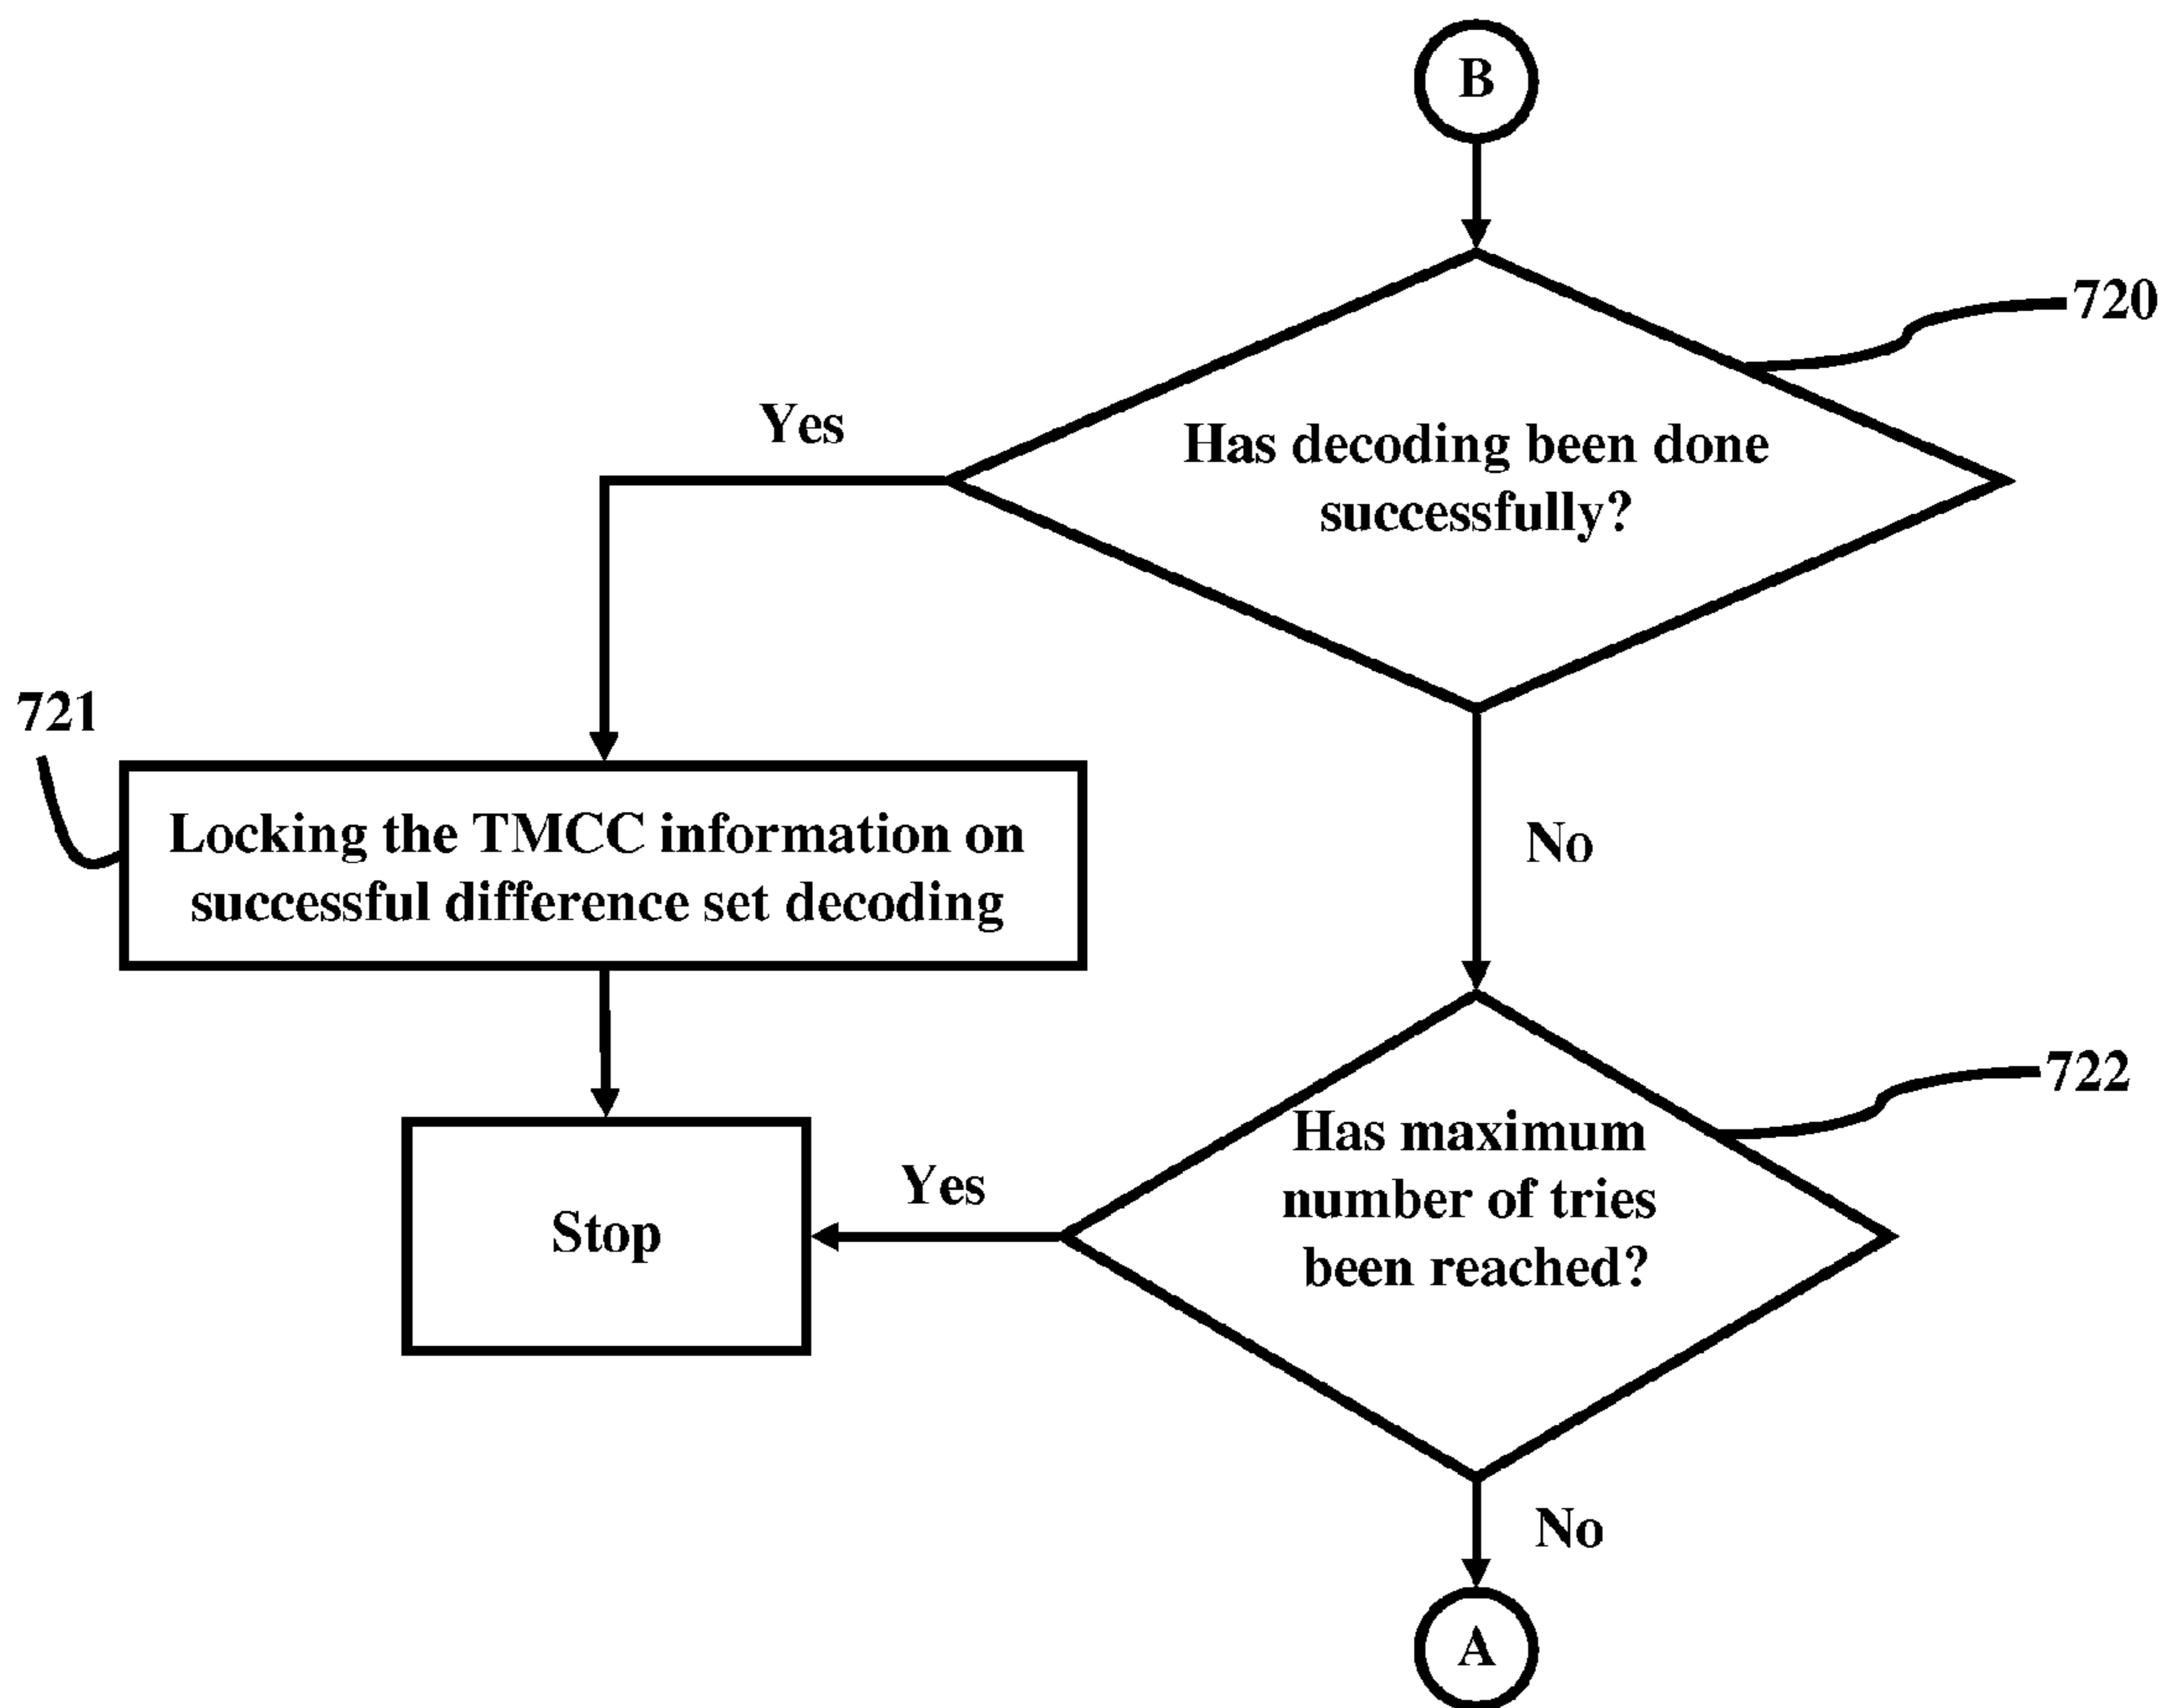 B
720
Yes
Has decoding been done
successfully?
721
Locking the TMCC information on
successful difference set decoding
No
722
Has maximum
number of tries
been reached?
Yes
Stop
No
A